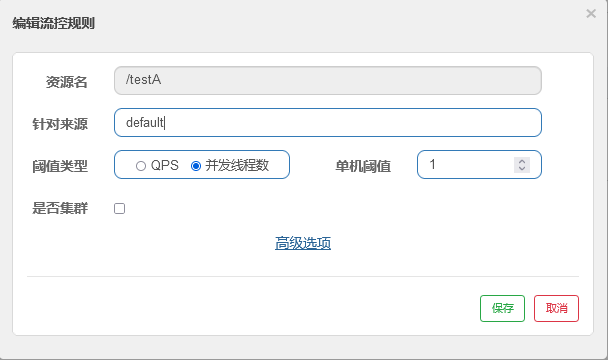 编辑流控规则
资源名 /testA
针对来源 default
阈值类型 QPS 并发线程数 单机阈值 1
是否集群
高级选项
保存 取消